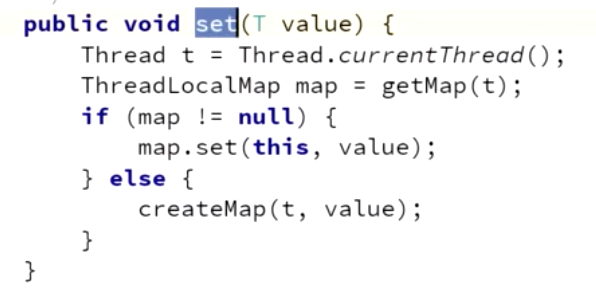 public void set(T value) {
    Thread t = Thread.currentThread();
    ThreadLocalMap map = getMap(t);
    if (map != null) {
        map.set(this, value);
    } else {
        createMap(t, value);
    }
}